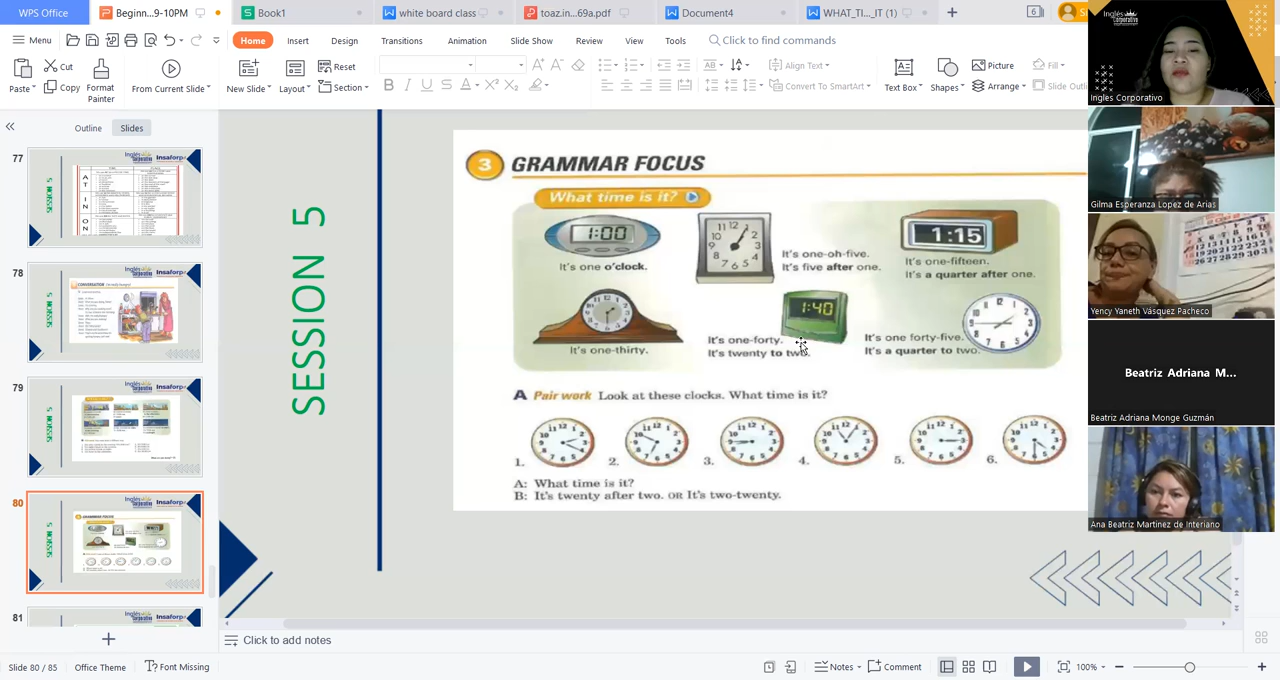 WPS Office
Beginn...9-10PM
Book1
white board class
toaz.in...69a.pdf
Document4
WHAT_TI..._IT (1)
Menu
Home
Insert
Design
Transitions
Animation
Slide Show
Review
View
Tools
Click to find commands
Paste
Cut
Copy
Format
Painter
From Current Slide
New Slide
Layout
Reset
Section
Align Text
Convert To SmartArt
Text Box
Shapes
Picture
Arrange
Fill
Inglés
Corporativo
Ingles Corporativo
Outline
Slides
77
78
79
80
81
SESSION 5
3 GRAMMAR FOCUS
What time is it?
1:00
It's one o'clock.
It's one-oh-five.
It's five after one.
1:15
It's one-fifteen.
It's a quarter after one.
It's one-thirty.
1:40
It's one-forty.
It's twenty to two.
It's one forty-five.
It's a quarter to two.
A Pair work Look at these clocks. What time is it?
1.
2.
3.
4.
5.
6.
A: What time is it?
B: It's twenty after two. OR It's two-twenty.
Gilma Esperanza Lopez de Arias
Yency Yaneth Vásquez Pacheco
Beatriz Adriana M...
Beatriz Adriana Monge Guzmán
Ana Beatriz Martinez de Interiano
Click to add notes
Slide 80 / 85
Office Theme
Font Missing
Notes
Comment
100%